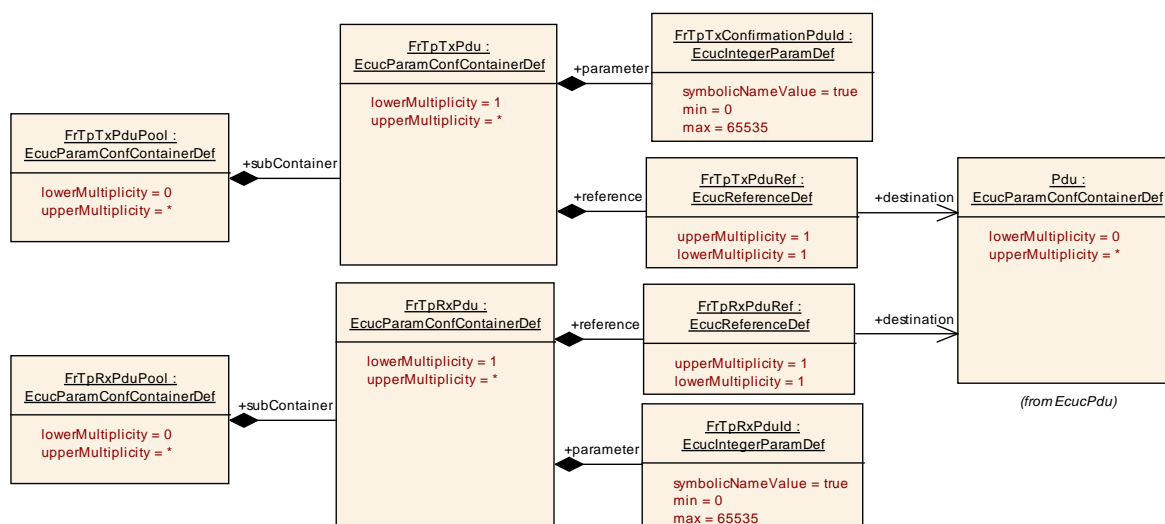 FrTpTxPduPool :
EcucParamConfContainerDef
lowerMultiplicity = 0
upperMultiplicity = *
+subContainer
FrTpTxPdu :
EcucParamConfContainerDef
lowerMultiplicity = 1
upperMultiplicity = *
+parameter
FrTpTxConfirmationPduId :
EcucIntegerParamDef
symbolicNameValue = true
min = 0
max = 65535
+reference
FrTpTxPduRef :
EcucReferenceDef
upperMultiplicity = 1
lowerMultiplicity = 1
+destination
Pdu :
EcucParamConfContainerDef
lowerMultiplicity = 0
upperMultiplicity = *
(from EcucPdu)
FrTpRxPduPool :
EcucParamConfContainerDef
lowerMultiplicity = 0
upperMultiplicity = *
+subContainer
FrTpRxPdu :
EcucParamConfContainerDef
lowerMultiplicity = 1
upperMultiplicity = *
+reference
FrTpRxPduRef :
EcucReferenceDef
upperMultiplicity = 1
lowerMultiplicity = 1
+destination
+parameter
FrTpRxPduId :
EcucIntegerParamDef
symbolicNameValue = true
min = 0
max = 65535